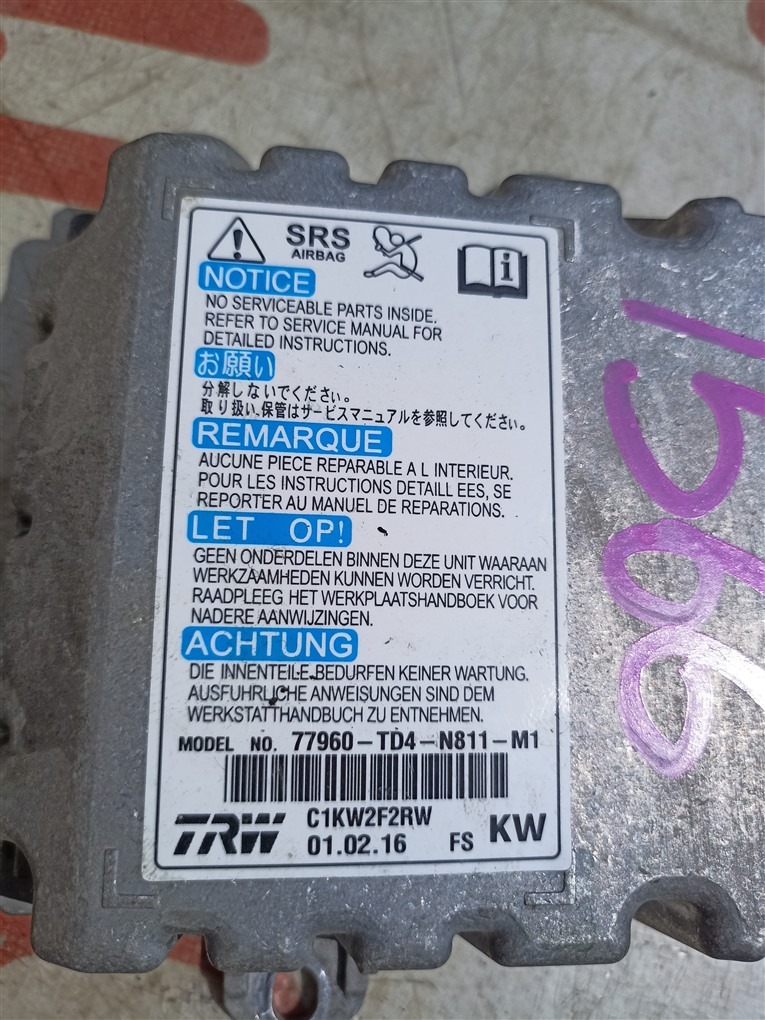 SRS
AIRBAG
i
NOTICE
NO SERVICEABLE PARTS INSIDE.
REFER TO SERVICE MANUAL FOR
DETAILED INSTRUCTIONS.
お願い
分解しないでください。
取り扱い、保管はサービスマニュアルを参照してください。
REMARQUE
AUCUNE PIECE REPARABLE A L INTERIEUR.
POUR LES INSTRUCTIONS DETAILL EES, SE
REPORTER AU MANUEL DE REPARATIONS.
LET OP!
GEEN ONDERDELEN BINNEN DEZE UNIT WAARAAN
WERKZAAMHEDEN KUNNEN WORDEN VERRICHT.
RAADPLEEG HET WERKPLAATSHANDBOEK VOOR
NADERE AANWIJZINGEN.
ACHTUNG
DIE INNENTEILE BEDURFEN KEINER WARTUNG.
AUSFUHRLICHE ANWEISUNGEN SIND DEM
WERKSTATTHANDBUCH ZU ENTNEHMEN.
MODEL NO. 77960-TD4-N811-M1
TRW C1KW2F2RW
01.02.16 FS KW